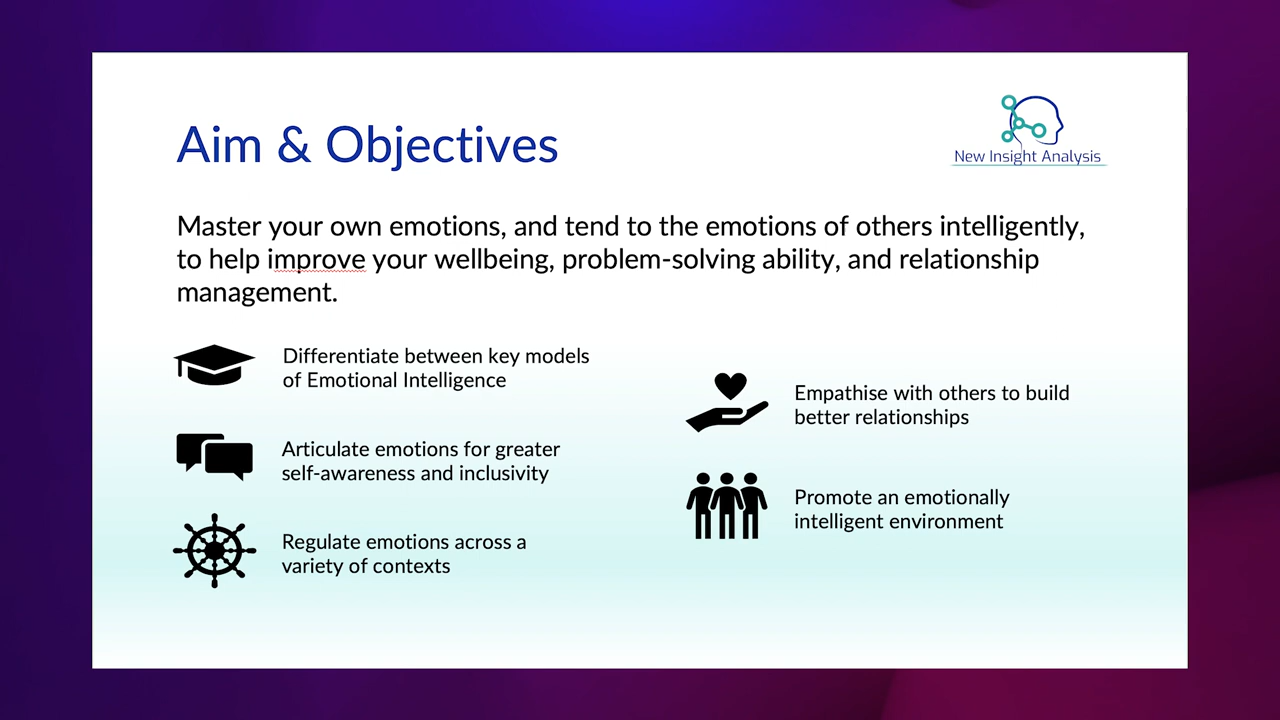 Aim & Objectives
New Insight Analysis
Master your own emotions, and tend to the emotions of others intelligently,
to help improve your wellbeing, problem-solving ability, and relationship
management.
Differentiate between key models
of Emotional Intelligence
Articulate emotions for greater
self-awareness and inclusivity
Regulate emotions across a
variety of contexts
Empathise with others to build
better relationships
Promote an emotionally
intelligent environment